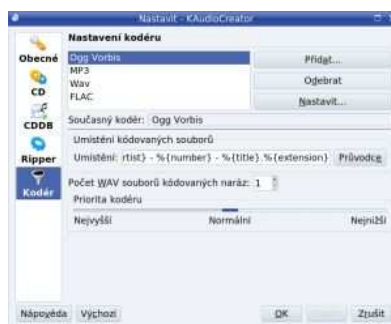 Nastavit - KAudioCreator
Obecné
CD
CDDB
Ripper
Kodér
Nastavení kodéru
Ogg Vorbis
MP3
Wav
FLAC
Přidat...
Odebrat
Nastavit...
Současný kodér: Ogg Vorbis
Umístění kódovaných souborů
Umístění: rtist} - %{number} - %{title}.%{extension} Průvodce
Počet WAV souborů kódovaných naráz: 1
Priorita kodéru
Nejvyšší Normální Nejnižší
Nápověda Výchozí OK Zrušit